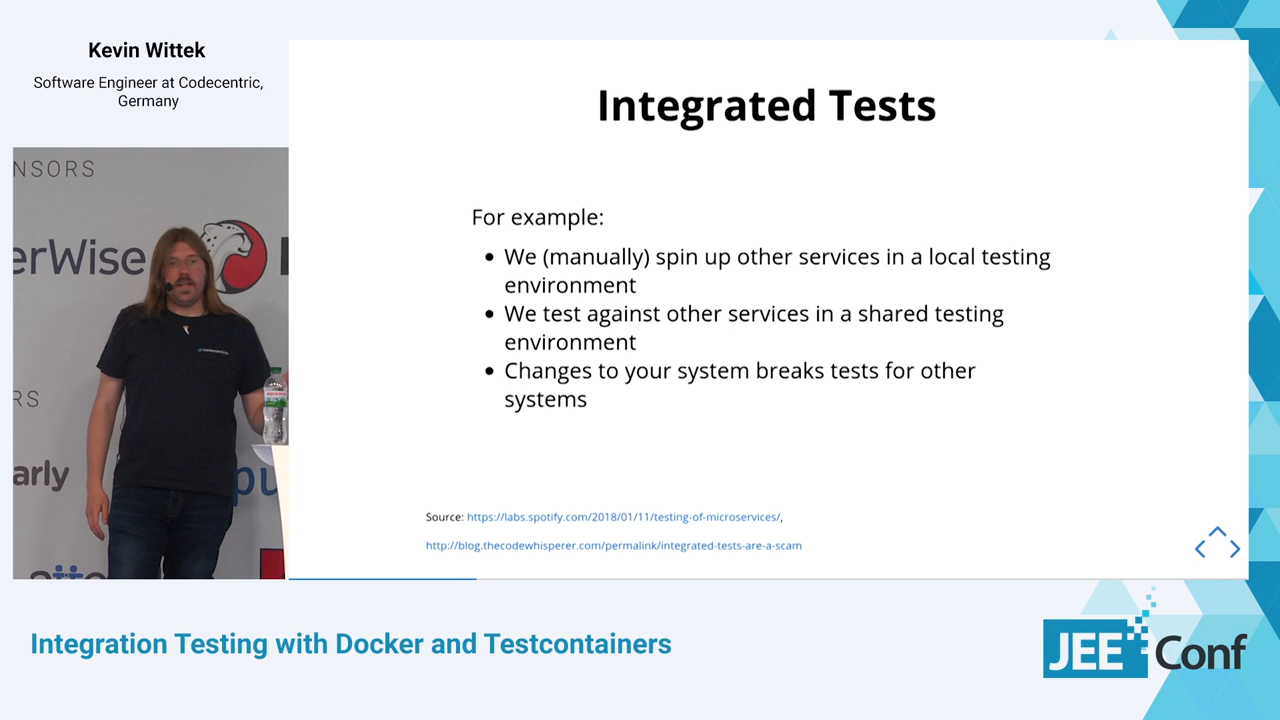 Kevin Wittek
Software Engineer at Codecentric,
Germany
NSORS
erWise
RS
arly
pu
Integrated Tests
For example:
We (manually) spin up other services in a local testing
environment
We test against other services in a shared testing
environment
Changes to your system breaks tests for other
systems
Source: https://labs.spotify.com/2018/01/11/testing-of-microservices/,
http://blog.thecodewhisperer.com/permalink/integrated-tests-are-a-scam
Integration Testing with Docker and Testcontainers
JEE Conf